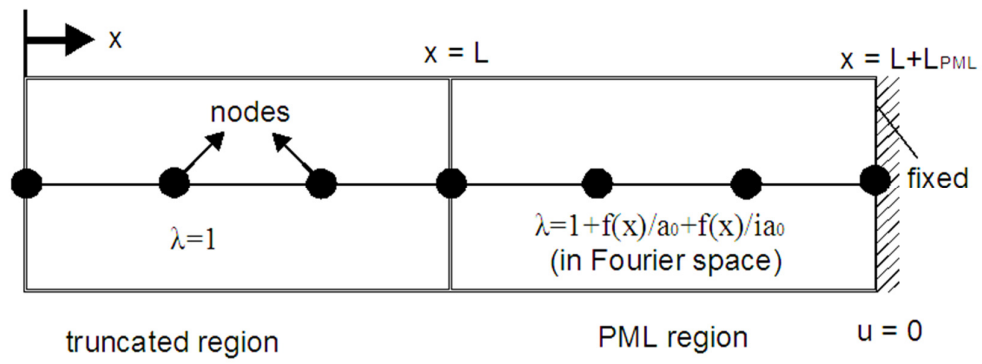 x
x = L
x = L+LPML
nodes
fixed
λ=1
λ=1+f(x)/a₀+f(x)/ia₀
(in Fourier space)
truncated region
PML region
u = 0